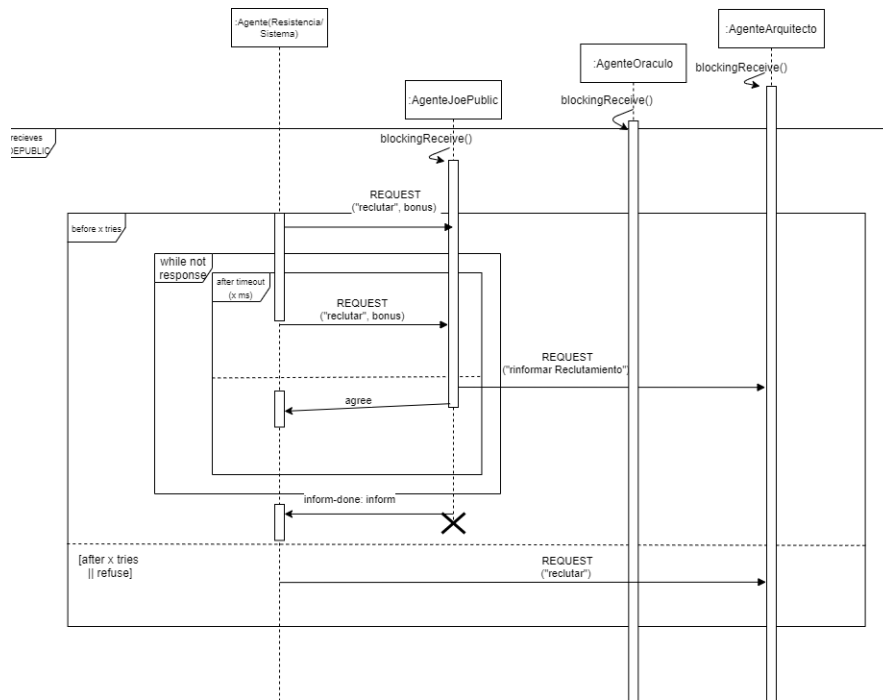 :Agente(Resistencia/
Sistema)
:AgenteArquitecto
:AgenteOraculo
blockingReceive()
:AgenteJoePublic
blockingReceive()
recieves
blockingReceive()
REQUEST
("reclutar", bonus)
before x tries
while not
response
after timeout
(x ms)
REQUEST
("reclutar", bonus)
REQUEST
("rinformar Reclutamiento")
agree
inform-done: inform
[after x tries
|| refuse]
REQUEST
("reclutar")